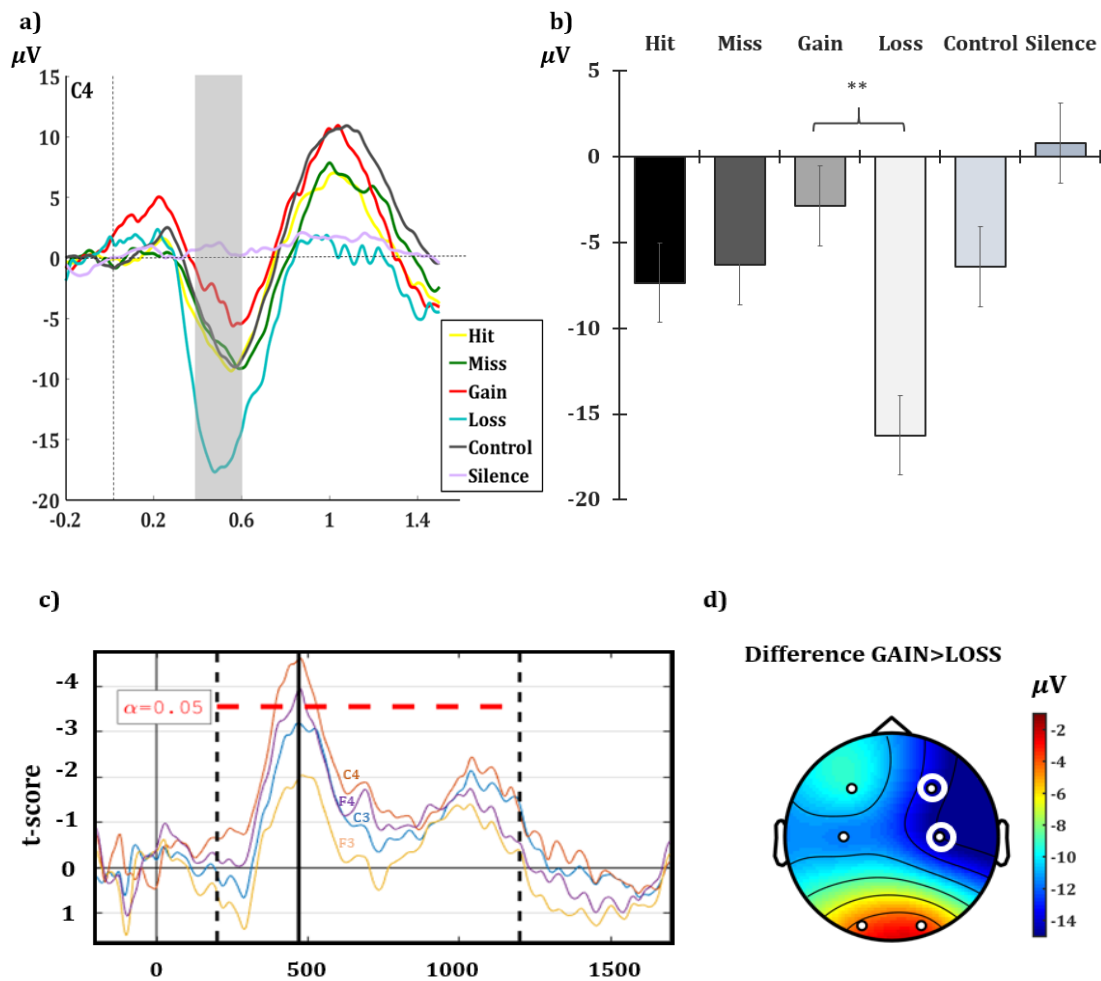 a)
μV
15
C4
10
5
0
-5
-10
-15
-20
-0.2
0.2
0.6
1
1.4
Hit
Miss
Gain
Loss
Control
Silence
b)
μV
Hit Miss Gain Loss Control Silence
5
**
0
-5
-10
-15
-20
c)
t-score
-4
-3
-2
-1
0
1
α=0.05
C4
F4
C3
F3
0
500
1000
1500
d)
Difference GAIN>LOSS
μV
-2
-4
-6
-8
-10
-12
-14